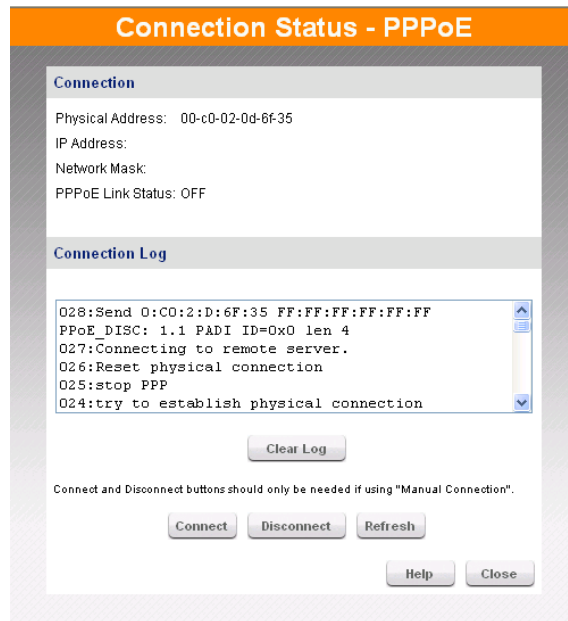 Connection Status - PPPoE
Connection
Physical Address: 00-c0-02-0d-6f-35
IP Address:
Network Mask:
PPPoE Link Status: OFF
Connection Log
028:Send 0:C0:2:D:6F:35 FF:FF:FF:FF:FF:FF
PPoE_DISC: 1.1 PADI ID=0x0 len 4
027:Connecting to remote server.
026:Reset physical connection
025:stop PPP
024:try to establish physical connection
Clear Log
Connect and Disconnect buttons should only be needed if using "Manual Connection".
Connect Disconnect Refresh
Help Close